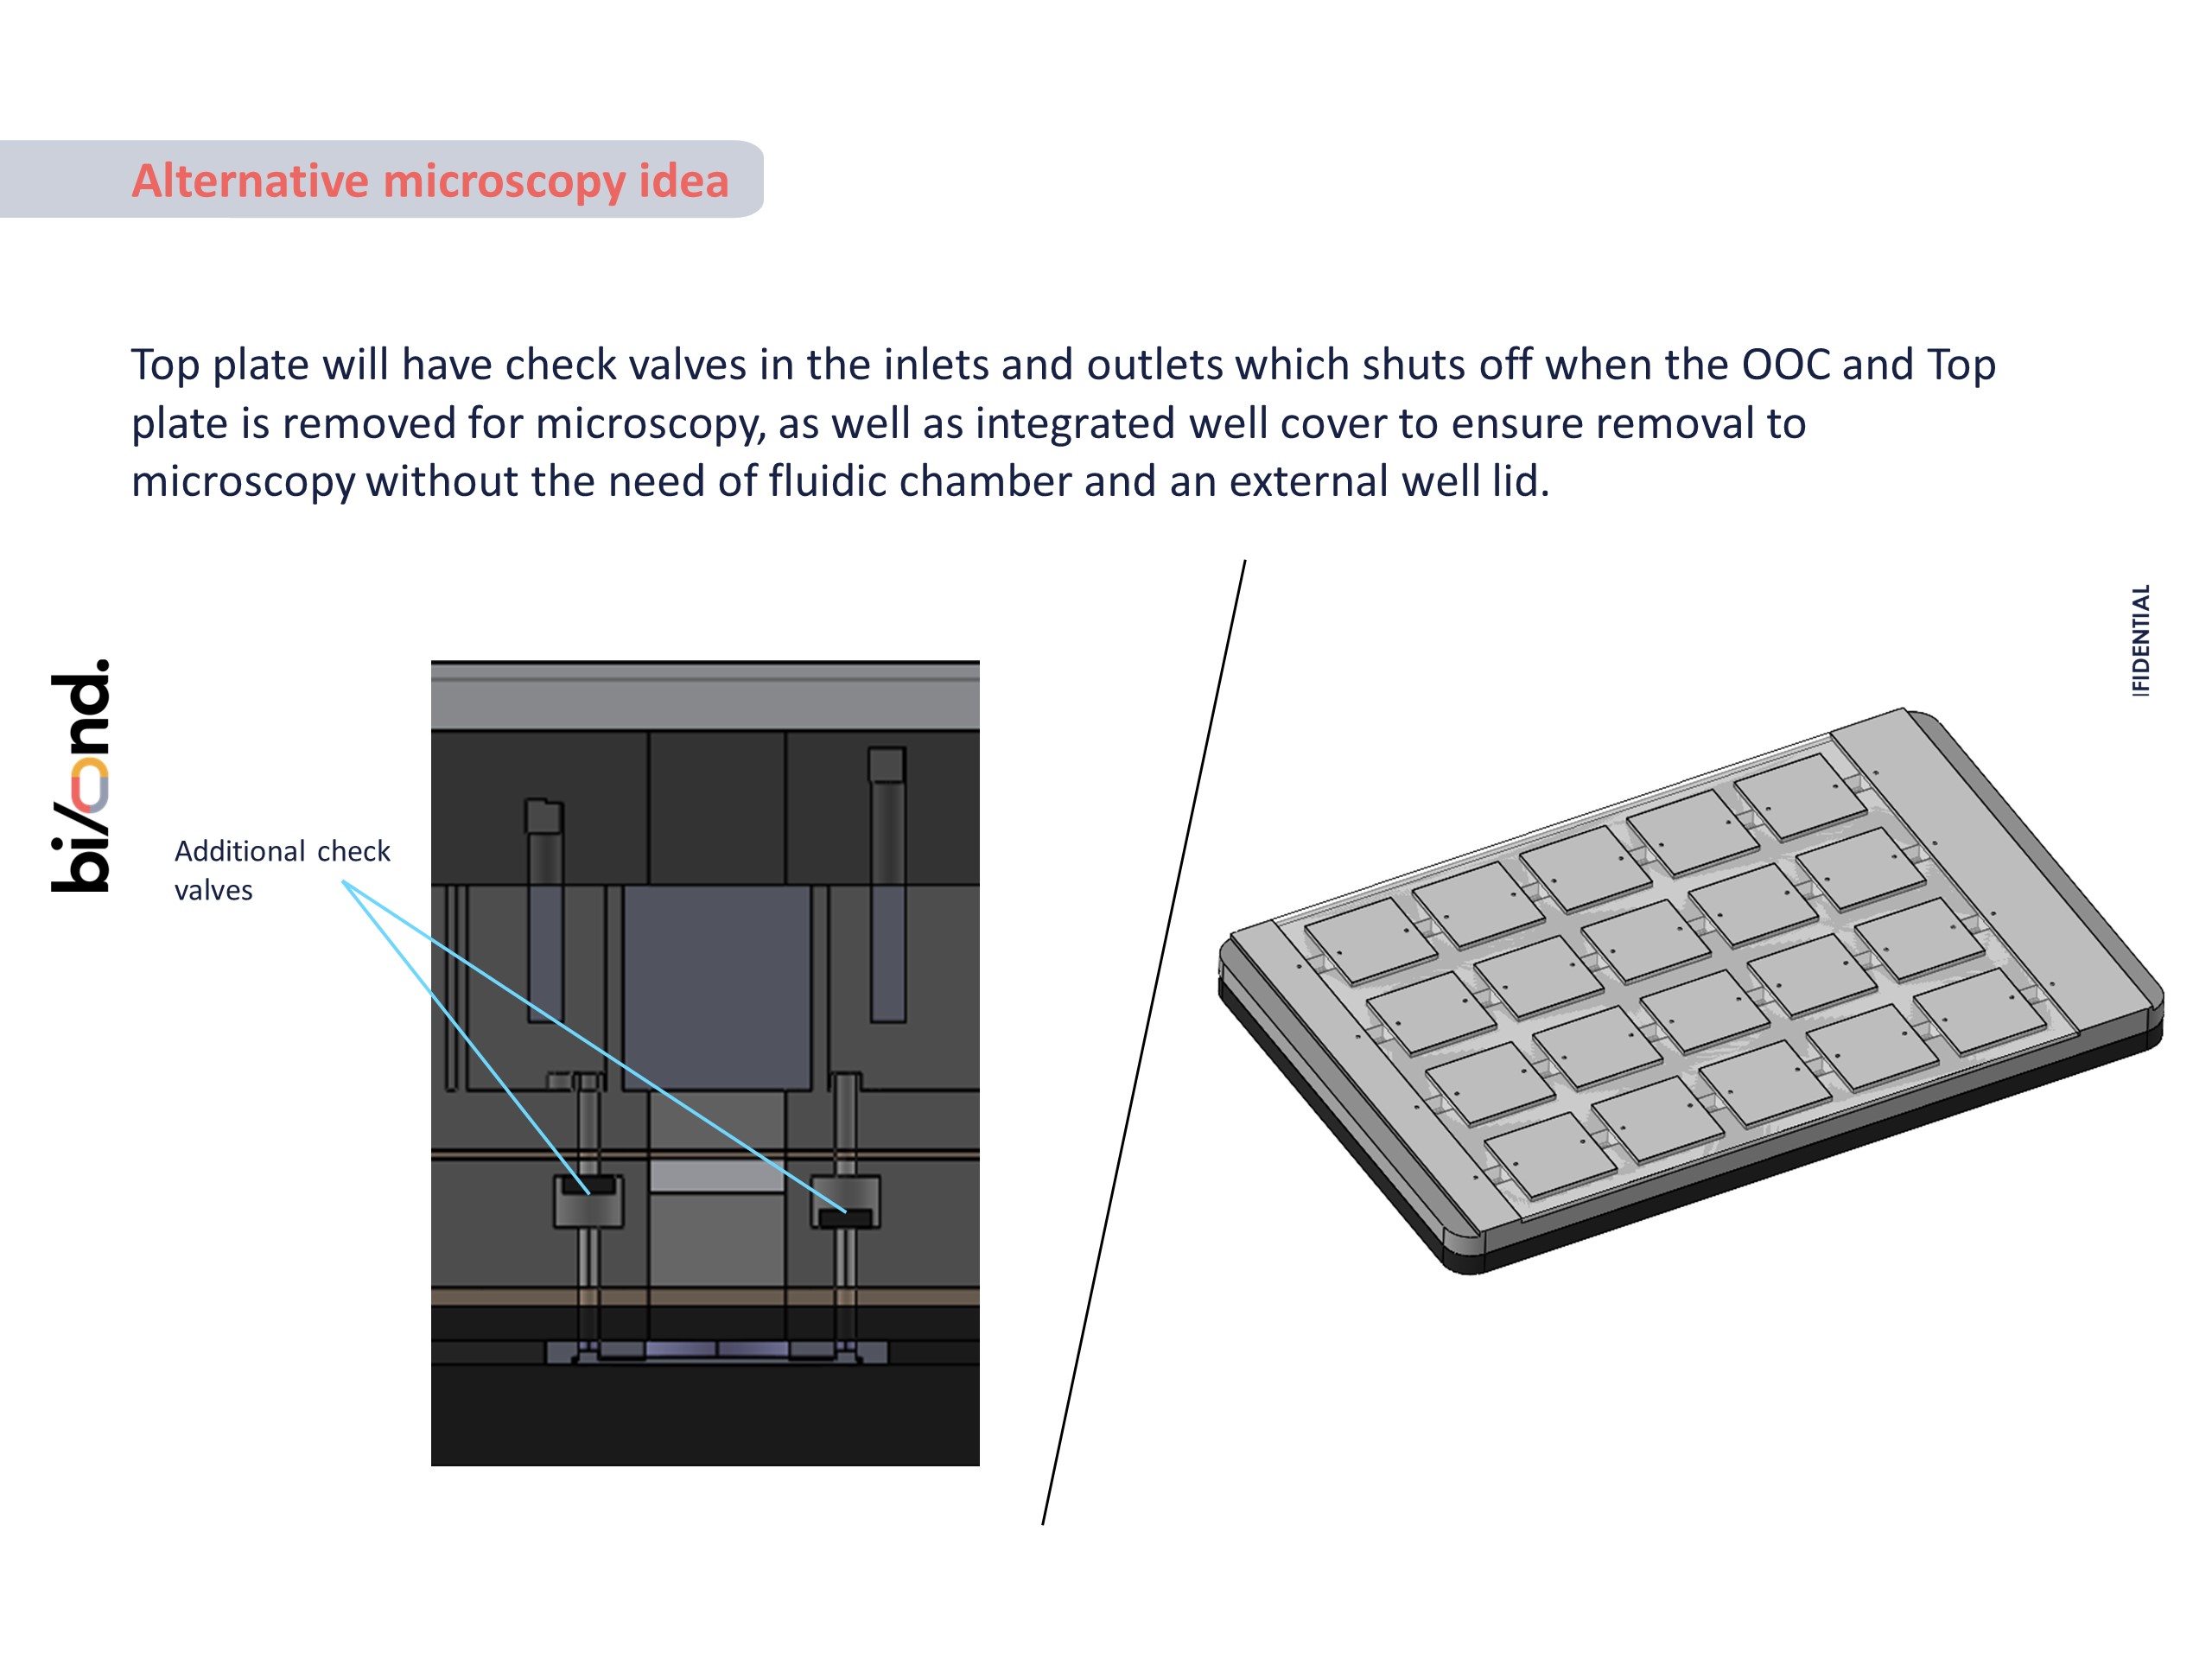 Alternative microscopy idea
Top plate will have check valves in the inlets and outlets which shuts off when the OOC and Top
plate is removed for microscopy, as well as integrated well cover to ensure removal to
microscopy without the need of fluidic chamber and an external well lid.
FIDENTIAL
bi/ond.
Additional check
valves